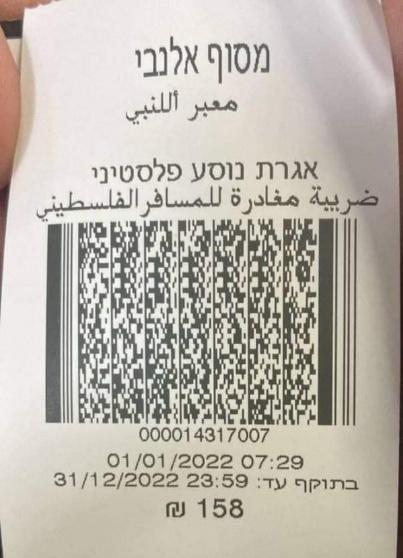 מסוף אלנבי
معبر أللنبي
אגרת נוסע פלסטיני
ضريبة مغادرة للمسافر الفلسطيني
000014317007
01/01/2022 07:29
בתוקף עד: 31/12/2022 23:59
158 ₪